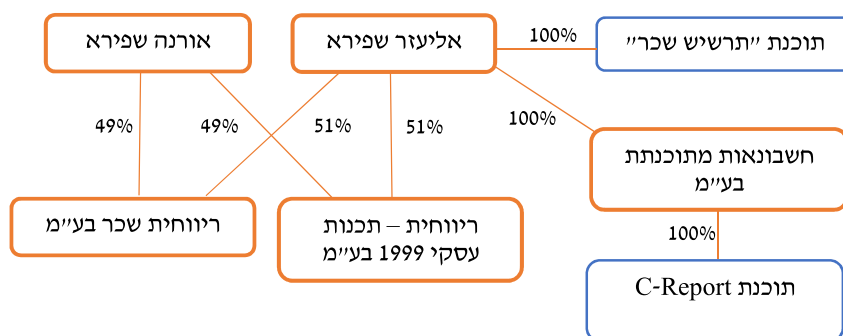 אורנה שפירא
אליעזר שפירא
100%
תוכנת "תרשיש שכר"
49%
49%
51%
51%
100%
חשבונאות מתוכנתת
בע"מ
ריווחית שכר בע"מ
ריווחית – תכנות
עסקי 1999 בע"מ
100%
תוכנת C-Report